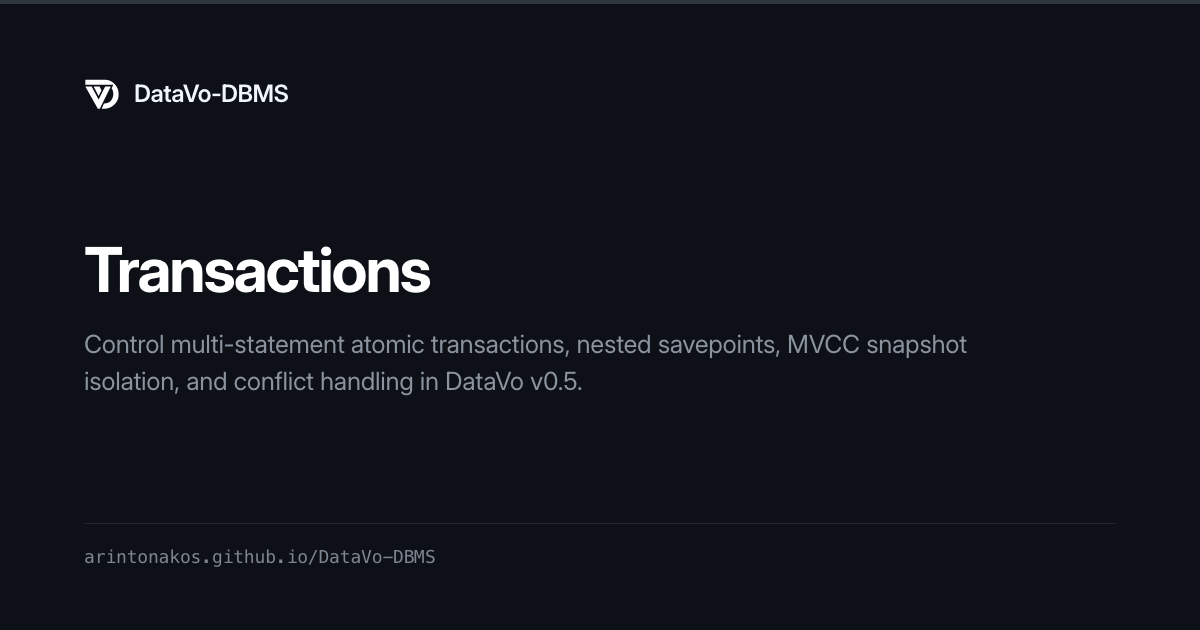 DataVo-DBMS
Transactions
Control multi-statement atomic transactions, nested savepoints, MVCC snapshot
isolation, and conflict handling in DataVo v0.5.
arintonakos.github.io/DataVo-DBMS